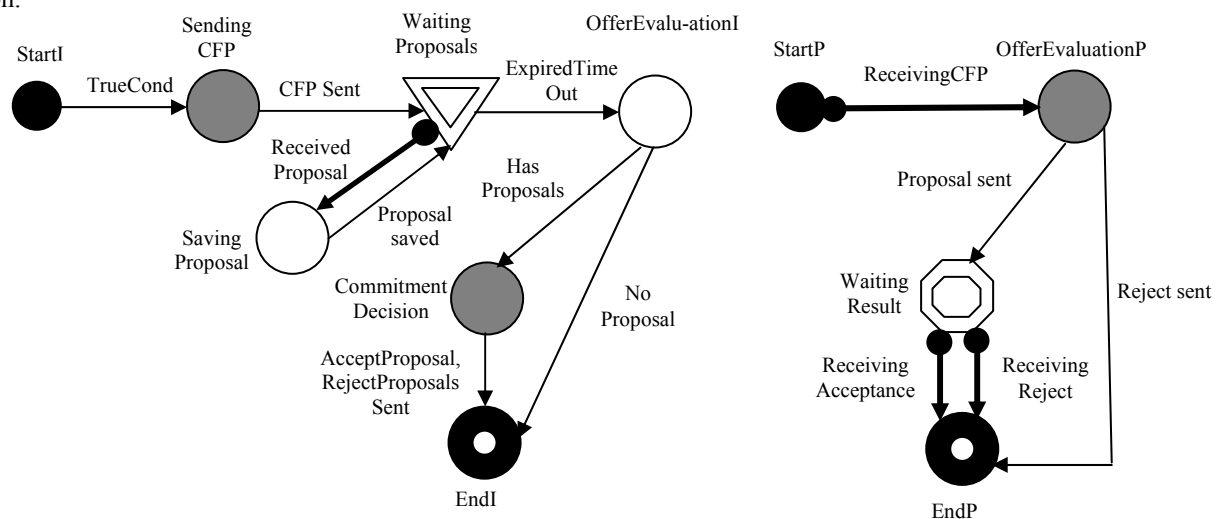 on.
Sending
CFP
Waiting
Proposals
OfferEvalu-ationI
StartI
TrueCond
CFP Sent
ExpiredTime
Out
Received
Proposal
Has
Proposals
Proposal
saved
Saving
Proposal
Commitment
Decision
No
Proposal
AcceptProposal,
RejectProposals
Sent
EndI
StartP
OfferEvaluationP
ReceivingCFP
Proposal sent
Waiting
Result
Reject sent
Receiving
Acceptance
Receiving
Reject
EndP